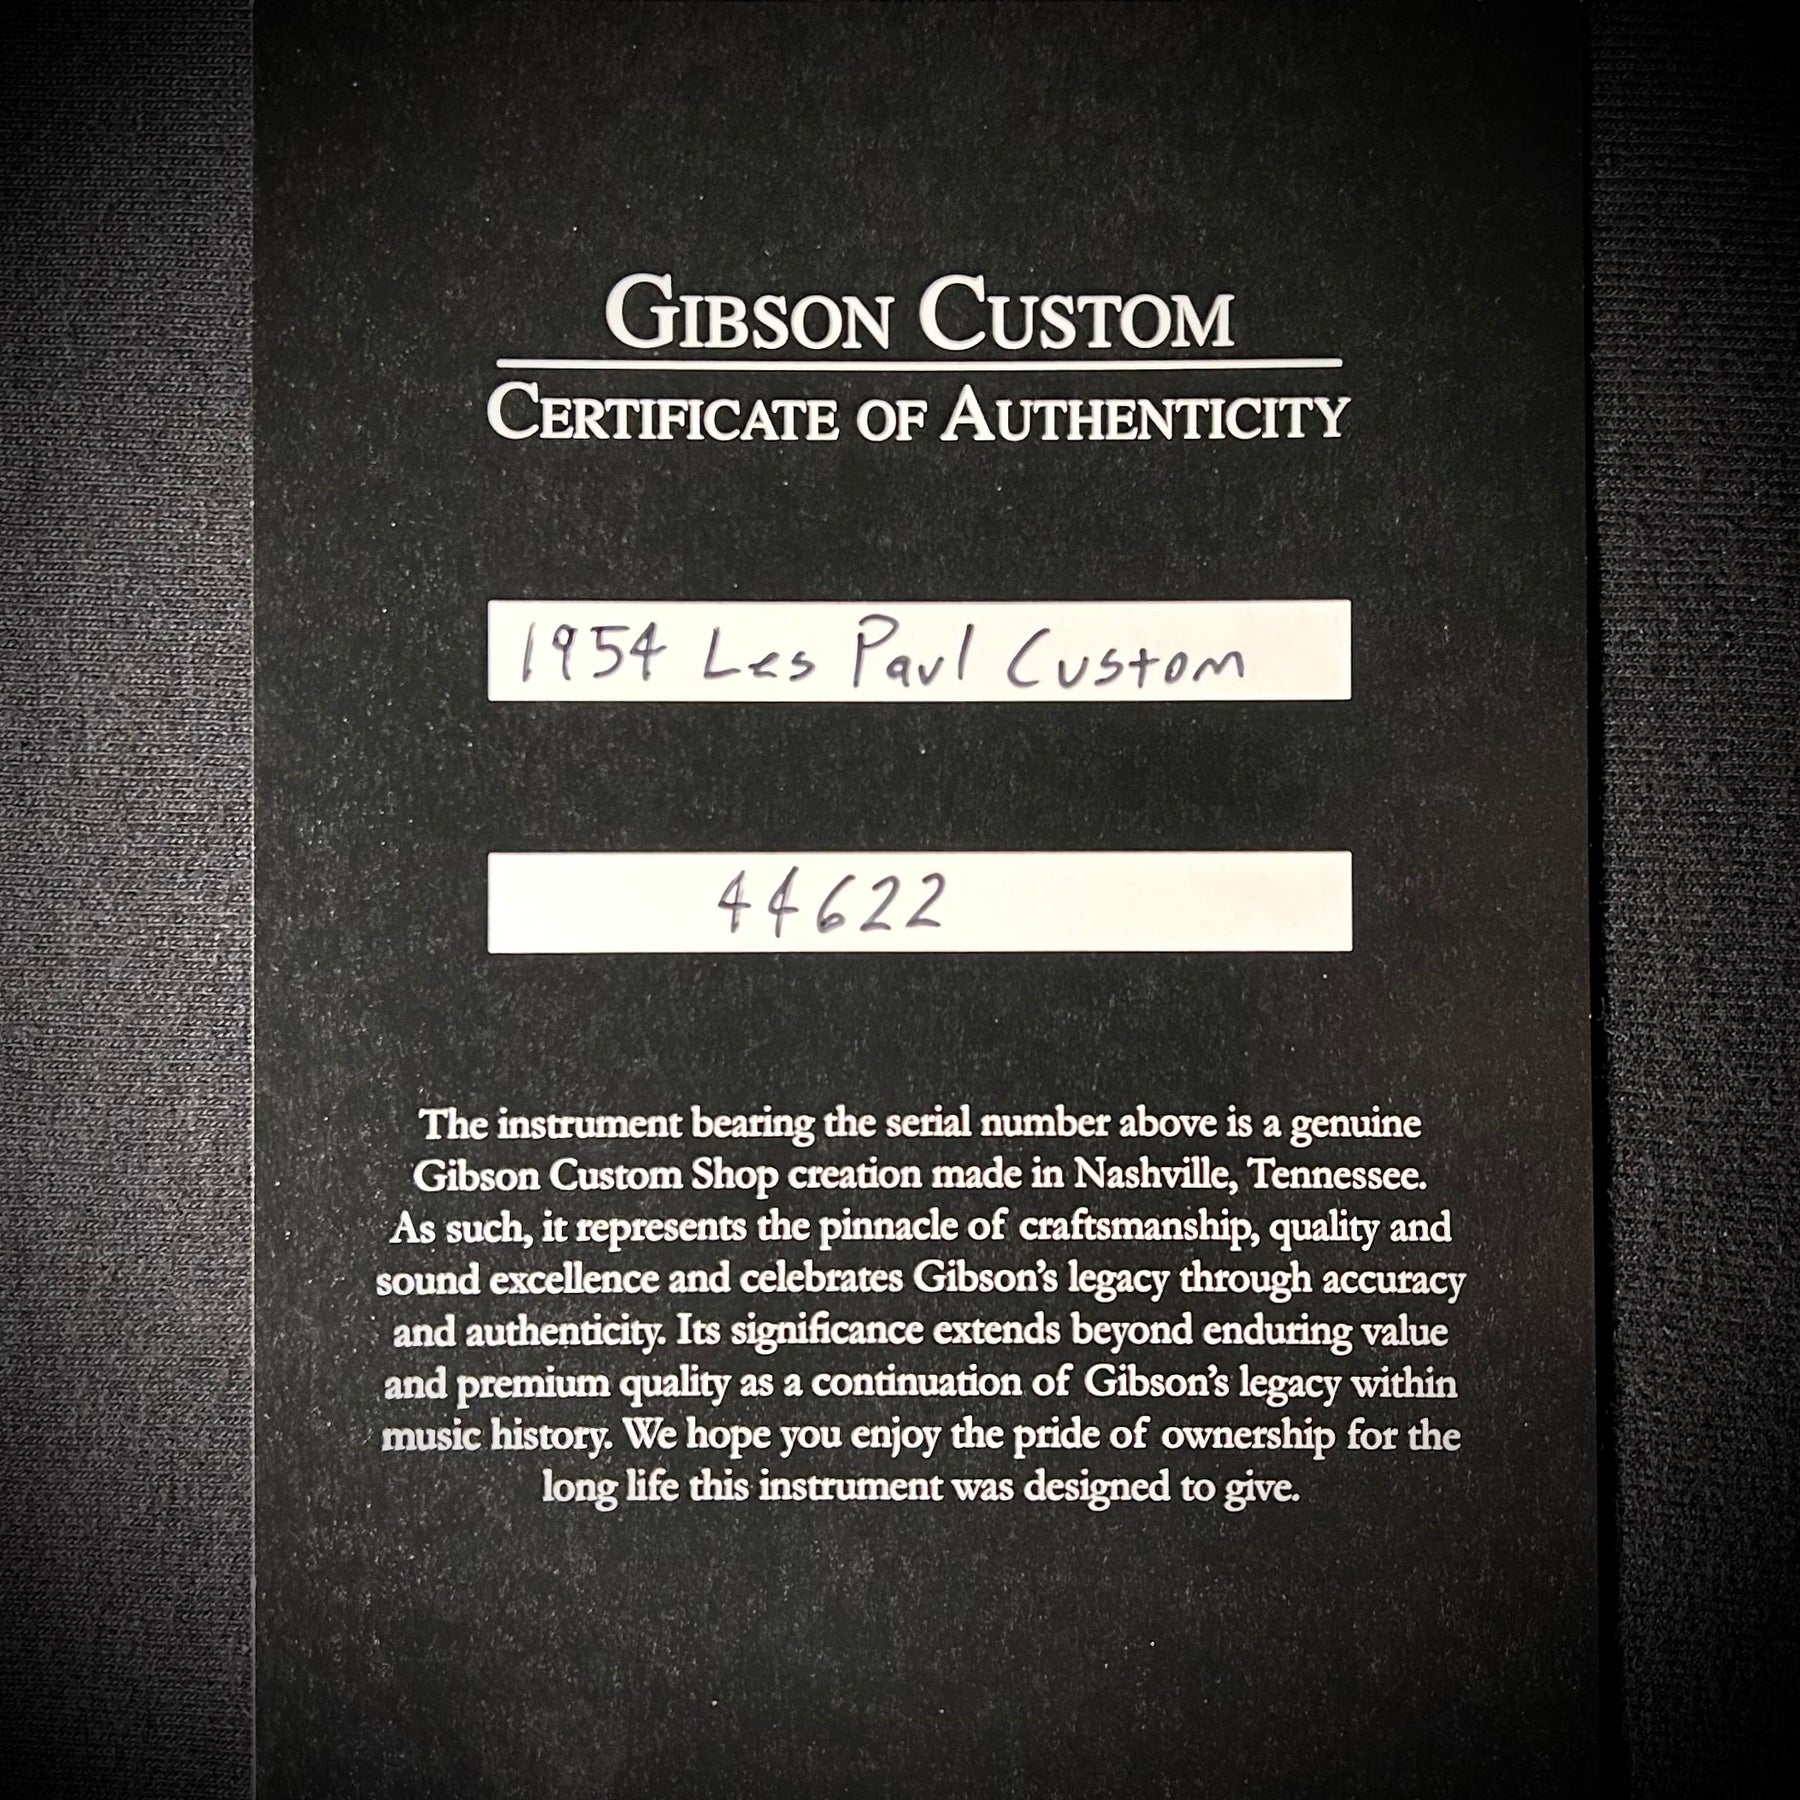 GIBSON CUSTOM
CERTIFICATE OF AUTHENTICITY
1954 Les Paul Custom
44622
The instrument bearing the serial number above is a genuine
Gibson Custom Shop creation made in Nashville, Tennessee.
As such, it represents the pinnacle of craftsmanship, quality and
sound excellence and celebrates Gibson's legacy through accuracy
and authenticity. Its significance extends beyond enduring value
and premium quality as a continuation of Gibson's legacy within
music history. We hope you enjoy the pride of ownership for the
long life this instrument was designed to give.